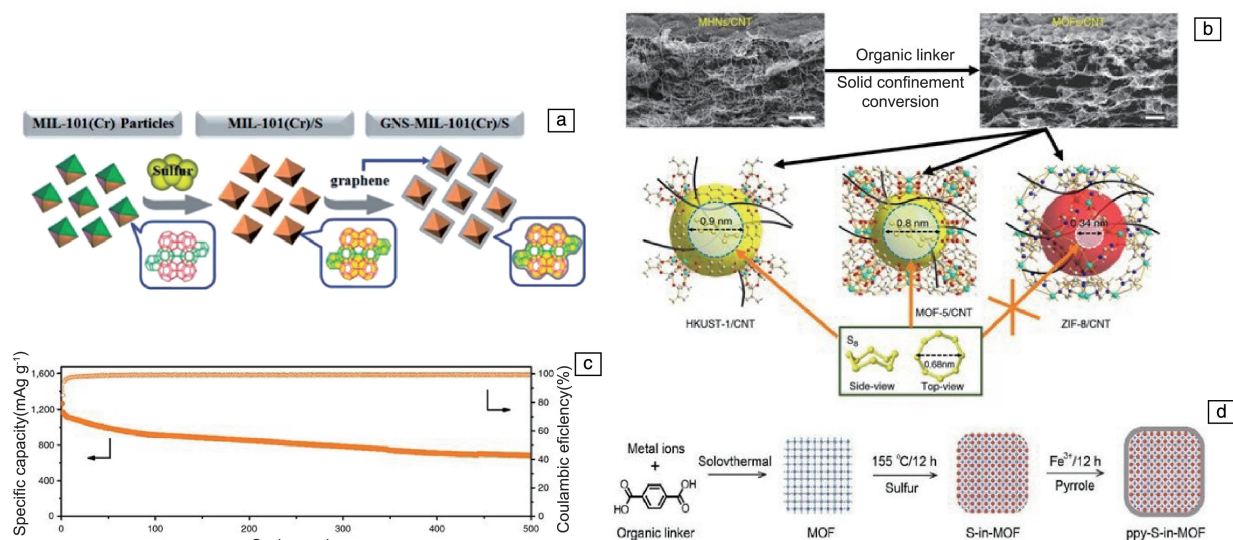 a
MIL-101(Cr) Particles
MIL-101(Cr)/S
GNS-MIL-101(Cr)/S
Sulfur
graphene
b
MHNs/CNT
MOFs/CNT
Organic linker
Solid confinement
conversion
0.9 nm
0.8 nm
0.34 nm
HKUST-1/CNT
MOF-5/CNT
ZIF-8/CNT
S8
0.68nm
Side-view
Top-view
c
Specific capacity(mAg g-1)
1,600
1,200
800
400
0
100
80
60
40
20
0
Coulambic eficlency(%)
0
100
200
300
400
500
d
Metal ions
+
OH
O
O
HO
Organic linker
Solovthermal
MOF
155 °C/12 h
Sulfur
S-in-MOF
Fe3+/12 h
Pyrrole
ppy-S-in-MOF